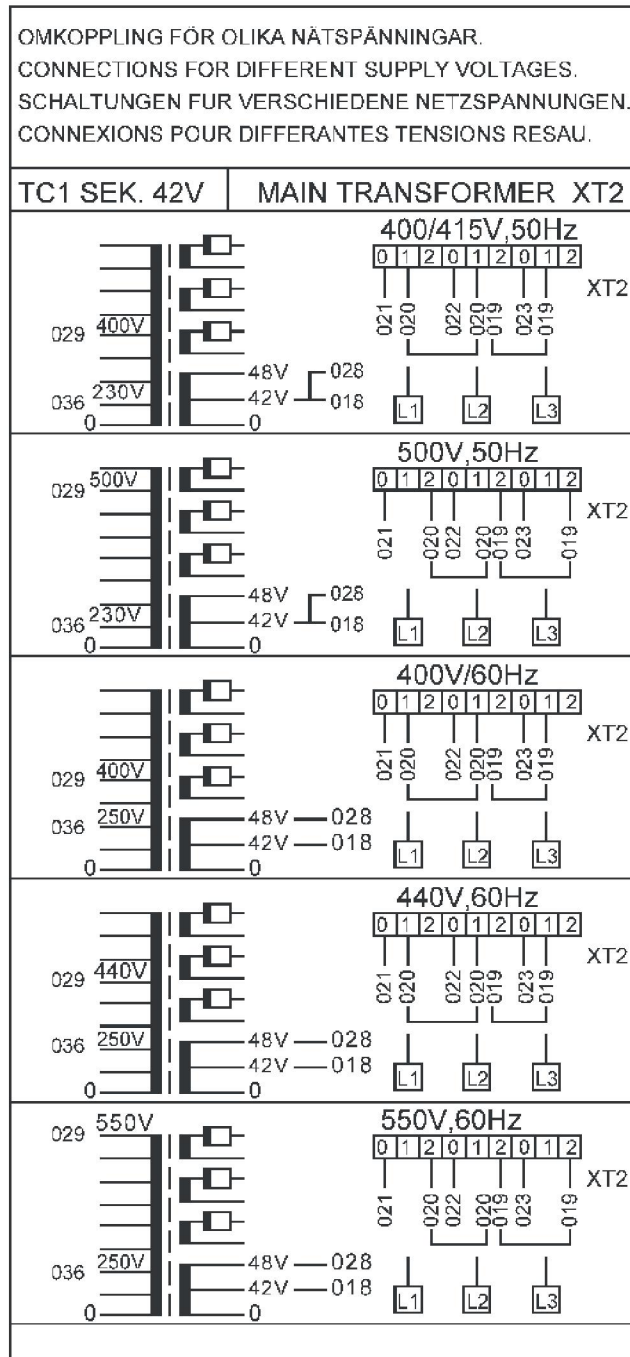 OMKOPPLING FÖR OLIKA NÄTSPÄNNINGAR.
CONNECTIONS FOR DIFFERENT SUPPLY VOLTAGES.
SCHALTUNGEN FUR VERSCHIEDENE NETZSPANNUNGEN.
CONNEXIONS POUR DIFFERANTES TENSIONS RESAU.
TC1 SEK. 42V MAIN TRANSFORMER XT2
400/415V,50Hz
0 1 2 0 1 2 0 1 2
XT2
021 020 022 020 019 023 019
029 400V
036 230V
0
48V 028
42V 018
0
L1 L2 L3
500V,50Hz
0 1 2 0 1 2 0 1 2
XT2
021 020 022 020 019 023 019
029 500V
036 230V
0
48V 028
42V 018
0
L1 L2 L3
400V/60Hz
0 1 2 0 1 2 0 1 2
XT2
021 020 022 020 019 023 019
029 400V
036 250V
0
48V 028
42V 018
0
L1 L2 L3
440V,60Hz
0 1 2 0 1 2 0 1 2
XT2
021 020 022 020 019 023 019
029 440V
036 250V
0
48V 028
42V 018
0
L1 L2 L3
550V,60Hz
0 1 2 0 1 2 0 1 2
XT2
021 020 022 020 019 023 019
029 550V
036 250V
0
48V 028
42V 018
0
L1 L2 L3